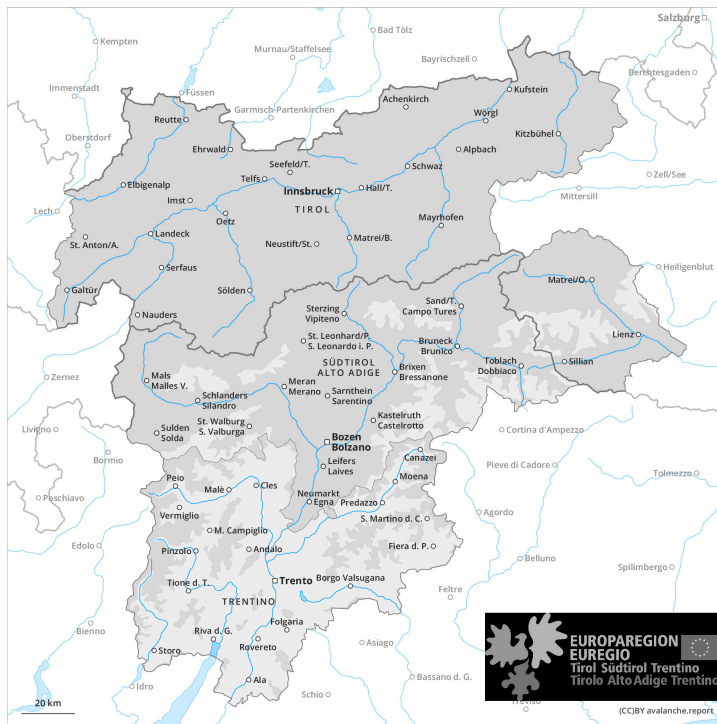 Salzburg
Kempten
Bad Tölz
Murnau/Staffelsee
Bayrischzell
Berchtesgaden
Immenstadt
Füssen
Garmisch-Partenkirchen
Achenkirch
Kufstein
Reutte
Wörgl
Oberstdorf
Ehrwald
Kitzbühel
Alpbach
Seefeld/T.
Schwaz
Telfs
Zell/See
Elbigenalp
Innsbruck
Hall/T.
Mittersill
Imst
Lech
TIROL
Oetz
Mayrhofen
St. Anton/A.
Landeck
Neustift/St.
Matrei/B.
Serfaus
Heiligenblut
Matrei/O.
Galtür
Sölden
Sand/T.
Campo Tures
Nauders
Sterzing
Vipiteno
Lienz
St. Leonhard/P.
S. Leonardo i. P.
Bruneck
Brunico
SÜDTIROL
ALTO ADIGE
Toblach
Dobbiaco
Sillian
Brixen
Bressanone
Zernez
Mals
Malles V.
Meran
Merano
Sarnthein
Sarentino
Schlanders
Silandro
Kastelruth
Castelrotto
St. Walburg
S. Valburga
Livigno
Sulden
Solda
Cortina d'Ampezzo
Bozen
Bolzano
Bormio
Canazei
Leifers
Laives
Pieve di Cadore
Tolmezzo
Peio
Moena
Malè
Cles
Poschiavo
Neumarkt
Egna
Predazzo
Vermiglio
Agordo
S. Martino d. C.
M. Campiglio
Edolo
Pinzolo
Andalo
Fiera d. P.
Belluno
Spilimbergo
Trento
Borgo Valsugana
Tione d. T.
Feltre
TRENTINO
Bienno
Folgaria
Riva d. G.
Rovereto
Asiago
Storo
EUROPAREGION
EUREGIO
Tirol Südtirol Trentino
Tirolo Alto Adige Trentino
Ala
Bassano d. G.
Idro
Schio
Treviso
20 km
(CC)BY avalanche.report